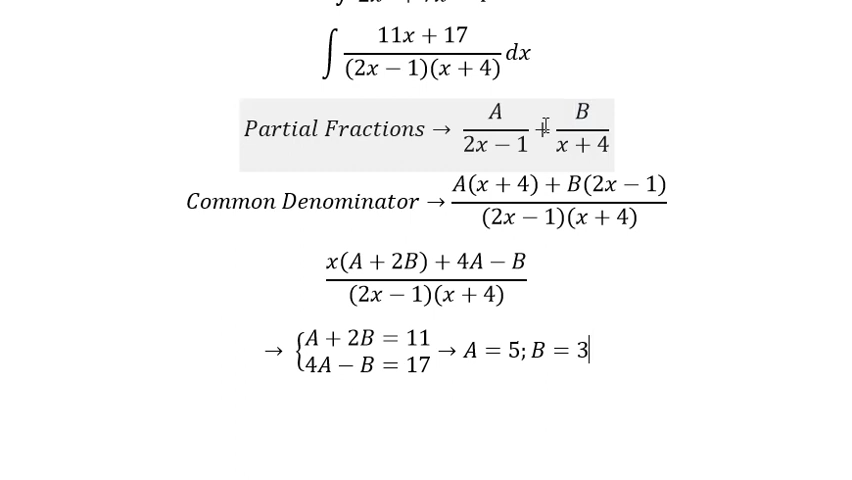 ∫ (11x + 17)/((2x − 1)(x + 4)) dx
Partial Fractions → A/(2x − 1) + B/(x + 4)
Common Denominator → (A(x + 4) + B(2x − 1))/((2x − 1)(x + 4))
(x(A + 2B) + 4A − B)/((2x − 1)(x + 4))
→ { A + 2B = 11
4A − B = 17 → A = 5; B = 3